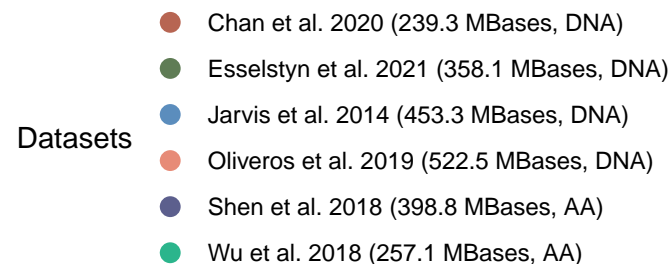 Datasets
Chan et al. 2020 (239.3 MBases, DNA)
Esselstyn et al. 2021 (358.1 MBases, DNA)
Jarvis et al. 2014 (453.3 MBases, DNA)
Oliveros et al. 2019 (522.5 MBases, DNA)
Shen et al. 2018 (398.8 MBases, AA)
Wu et al. 2018 (257.1 MBases, AA)